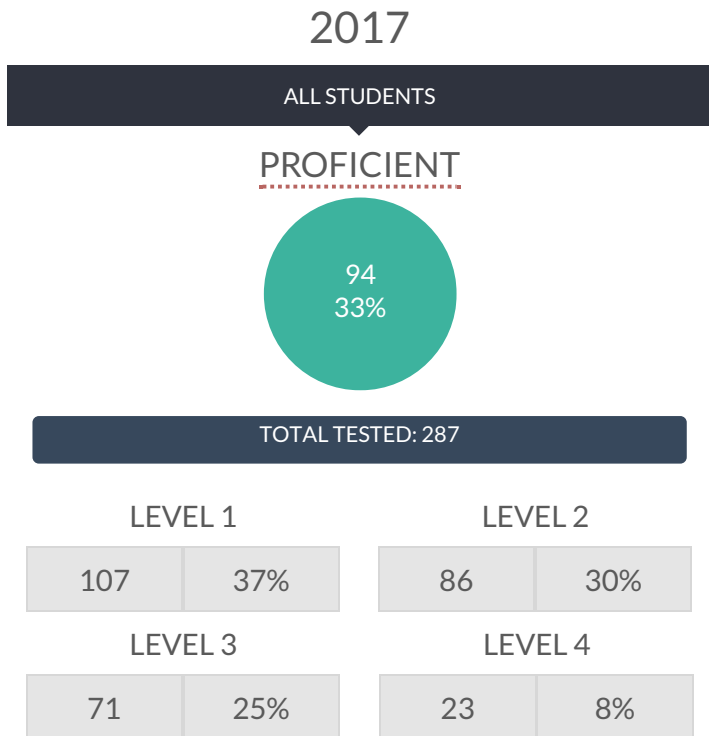 2017
ALL STUDENTS
PROFICIENT
94
33%
TOTAL TESTED: 287
LEVEL 1
LEVEL 2
107 37%
86 30%
LEVEL 3
LEVEL 4
71 25%
23 8%